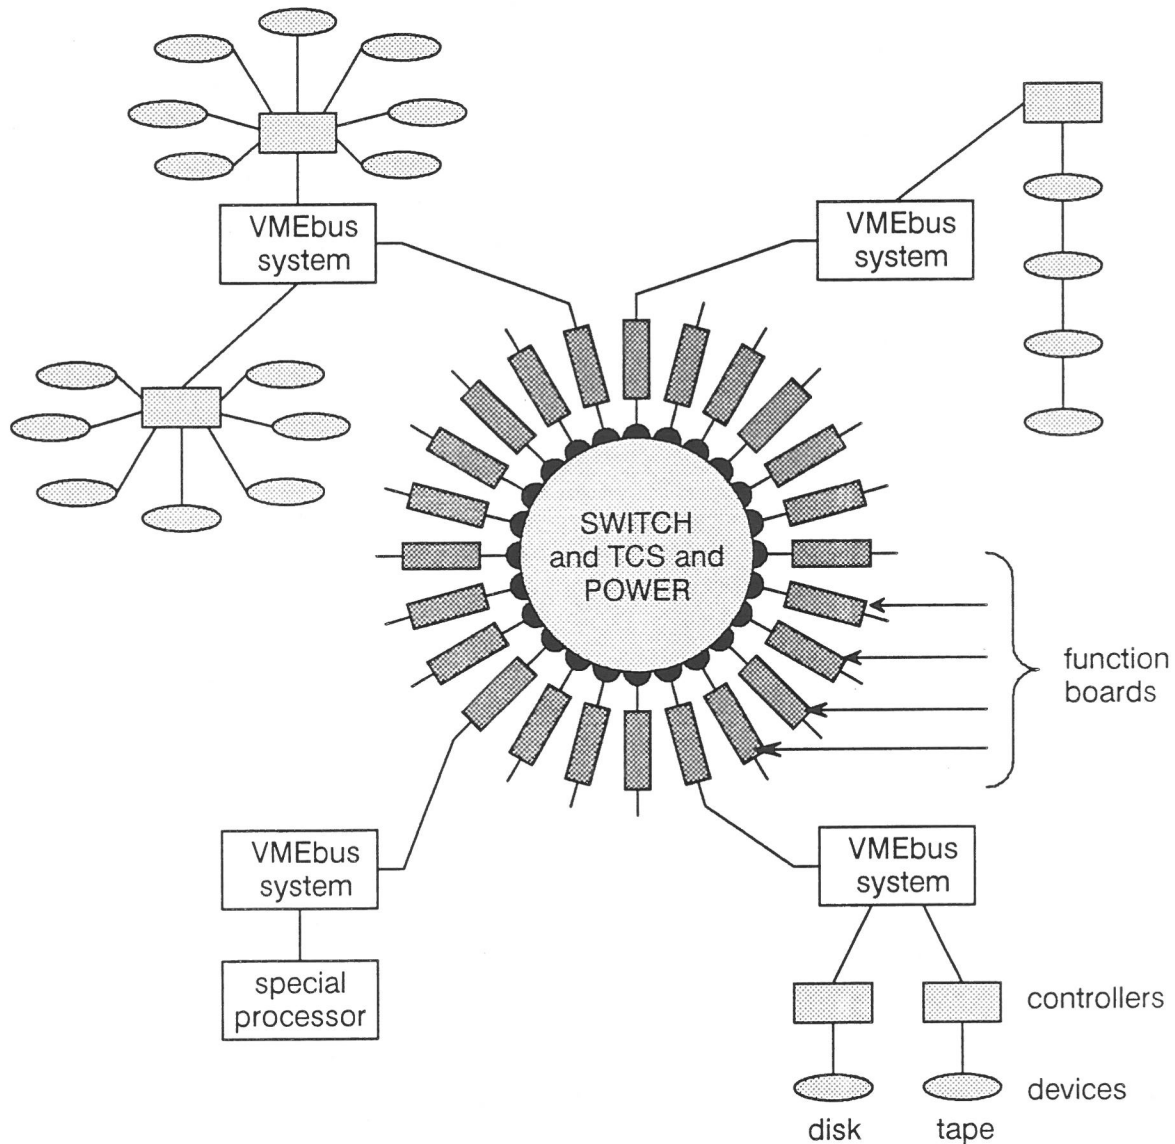 VMEbus
system
VMEbus
system
SWITCH
and TCS and
POWER
function
boards
VMEbus
system
special
processor
VMEbus
system
controllers
devices
disk
tape